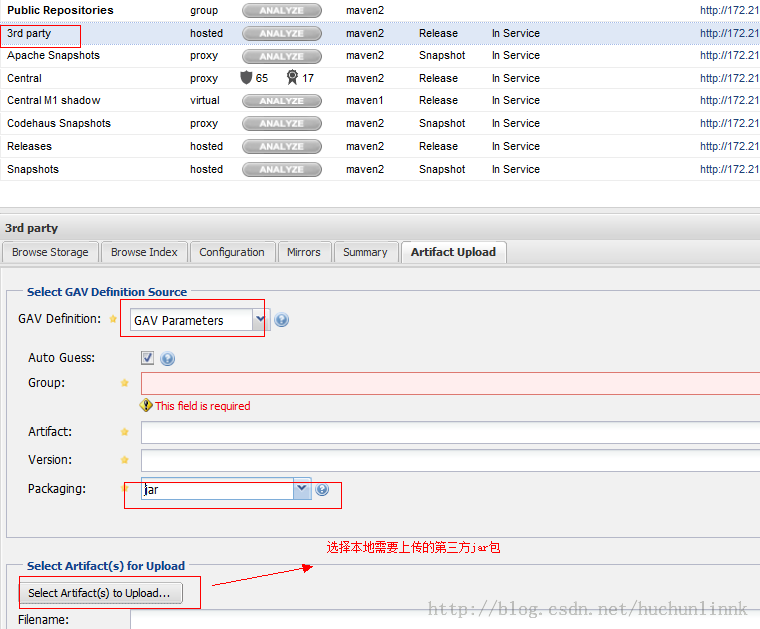 Public Repositories group ANALYZE maven2 http://172.21
3rd party hosted ANALYZE maven2 Release In Service http://172.21
Apache Snapshots proxy ANALYZE maven2 Snapshot In Service http://172.21
Central proxy 65 17 maven2 Release In Service http://172.21
Central M1 shadow virtual ANALYZE maven1 Release In Service http://172.21
Codehaus Snapshots proxy ANALYZE maven2 Snapshot In Service http://172.21
Releases hosted ANALYZE maven2 Release In Service http://172.21
Snapshots hosted ANALYZE maven2 Snapshot In Service http://172.21
3rd party
Browse Storage Browse Index Configuration Mirrors Summary Artifact Upload
Select GAV Definition Source
GAV Definition: GAV Parameters
Auto Guess:
Group:
This field is required
Artifact:
Version:
Packaging: jar
选择本地需要上传的第三方jar包
Select Artifact(s) for Upload
Select Artifact(s) to Upload...
http://blog.csdn.net/huchunlinnk
Filename: